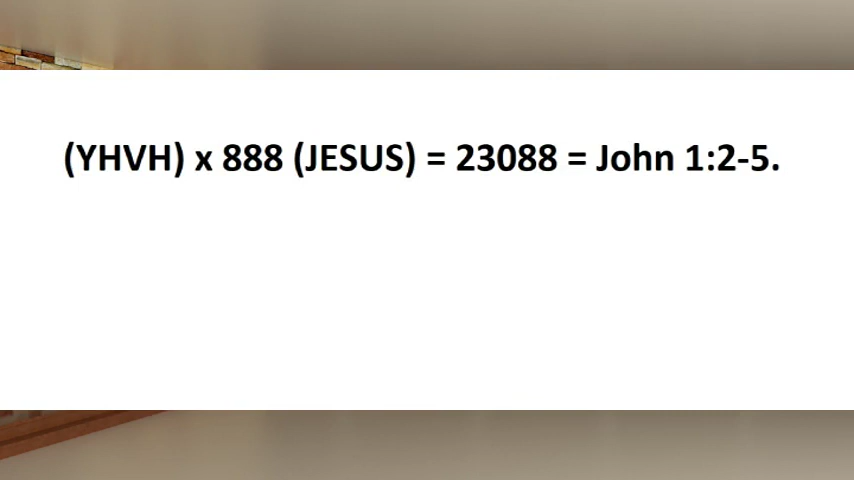 (YHVH) x 888 (JESUS) = 23088 = John 1:2-5.